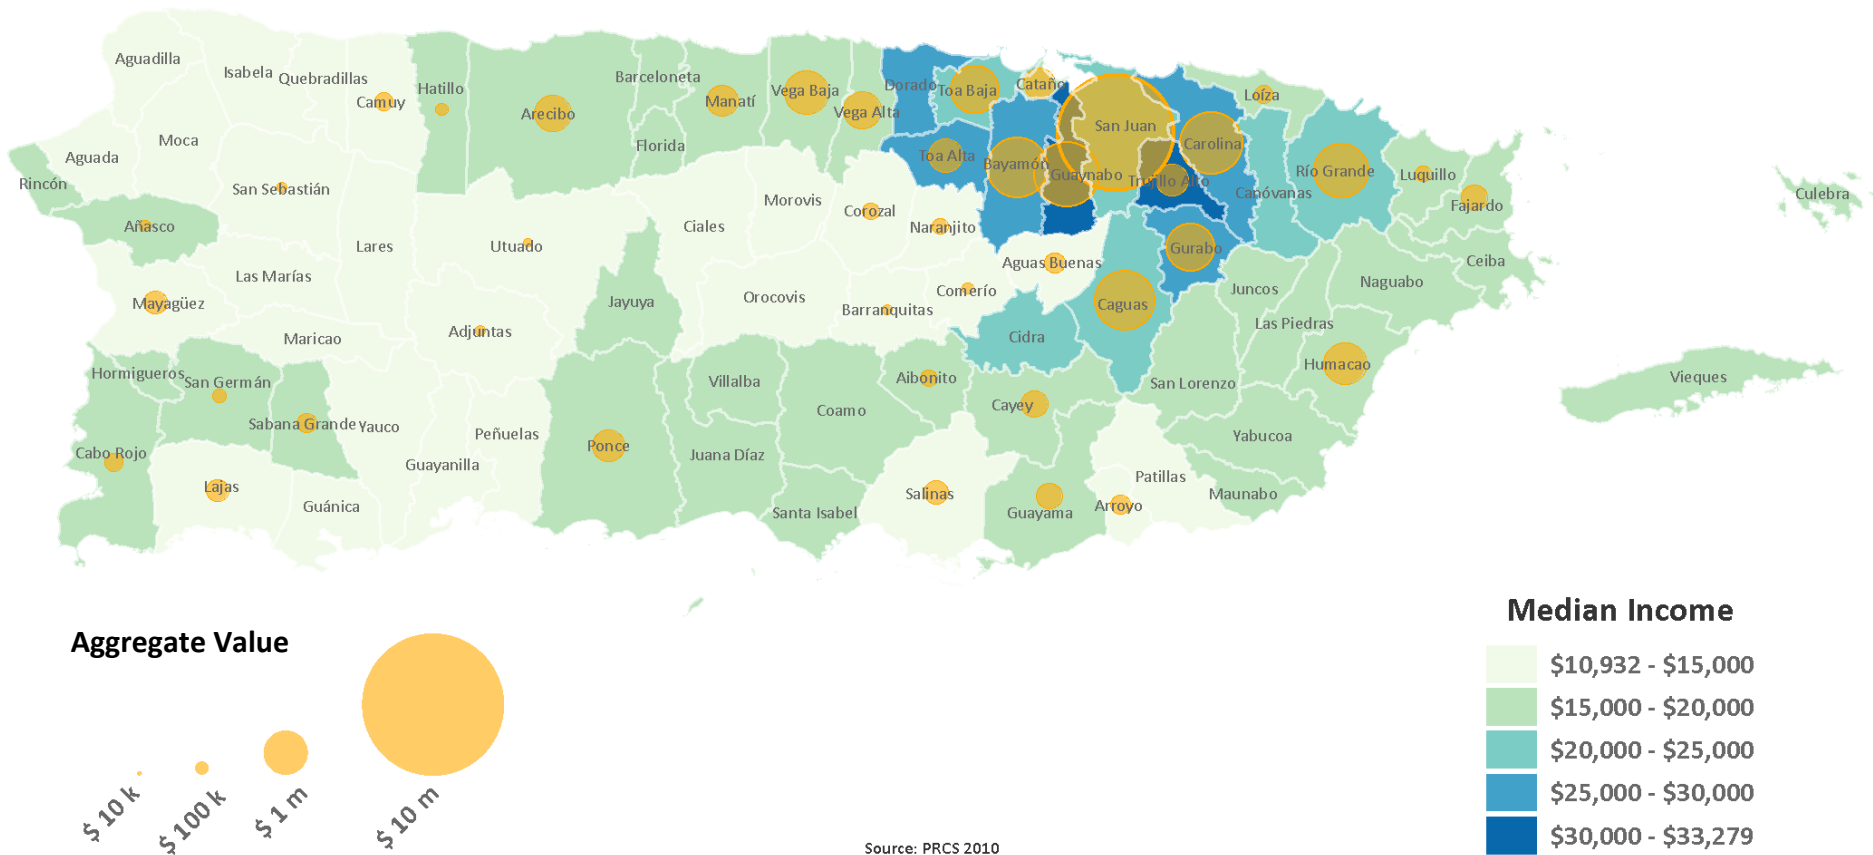 Aguadilla
Isabela
Quebradillas
Camuy
Hatillo
Arecibo
Barceloneta
Manatí
Vega Baja
Vega Alta
Dorado
Toa Baja
Cataño
San Juan
Carolina
Loíza
Moca
Aguada
Rincón
San Sebastián
Florida
Toa Alta
Bayamón
Guaynabo
Trujillo Alto
Canóvanas
Río Grande
Luquillo
Fajardo
Culebra
Añasco
Lares
Utuado
Ciales
Morovis
Corozal
Naranjito
Aguas Buenas
Gurabo
Ceiba
Naguabo
Las Marías
Mayagüez
Maricao
Adjuntas
Jayuya
Orocovis
Barranquitas
Comerío
Cidra
Caguas
Juncos
Las Piedras
Humacao
Hormigueros
San Germán
Sabana Grande
Yauco
Peñuelas
Ponce
Villalba
Coamo
Aibonito
Cayey
San Lorenzo
Vieques
Cabo Rojo
Lajas
Guánica
Guayanilla
Juana Díaz
Santa Isabel
Salinas
Guayama
Arroyo
Patillas
Yabucoa
Maunabo
Aggregate Value
$ 10 k
$ 100 k
$ 1 m
$ 10 m
Median Income
$10,932 - $15,000
$15,000 - $20,000
$20,000 - $25,000
$25,000 - $30,000
$30,000 - $33,279
Source: PRCS 2010